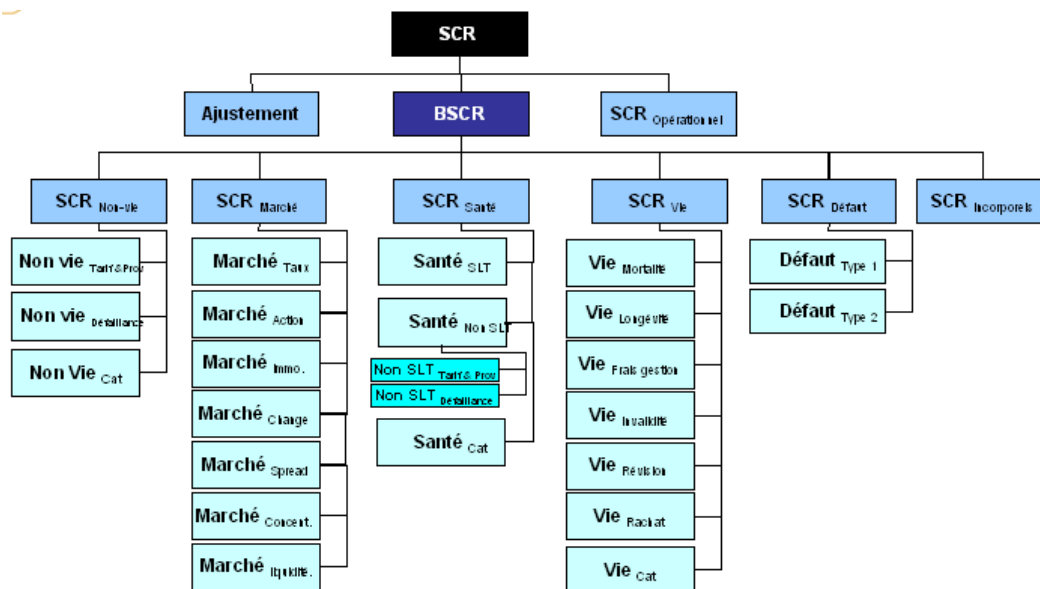 SCR
Ajustement
BSCR
SCR Opérationnel
SCR Non-vie
SCR Marché
SCR Santé
SCR Vie
SCR Défaut
SCR Incorporels
Non vie Tarif & Prov
Non vie Défaillance
Non Vie Cat
Marché Taux
Marché Action
Marché Immo.
Marché Change
Marché Spread
Marché Concent.
Marché liquidité.
Santé SLT
Santé Non SLT
Non SLT Tarif & Prov
Non SLT Défaillance
Santé Cat
Vie Mortalité
Vie Longévité
Vie Frais gestion
Vie Invalidité
Vie Révision
Vie Rachat
Vie Cat
Défaut Type 1
Défaut Type 2